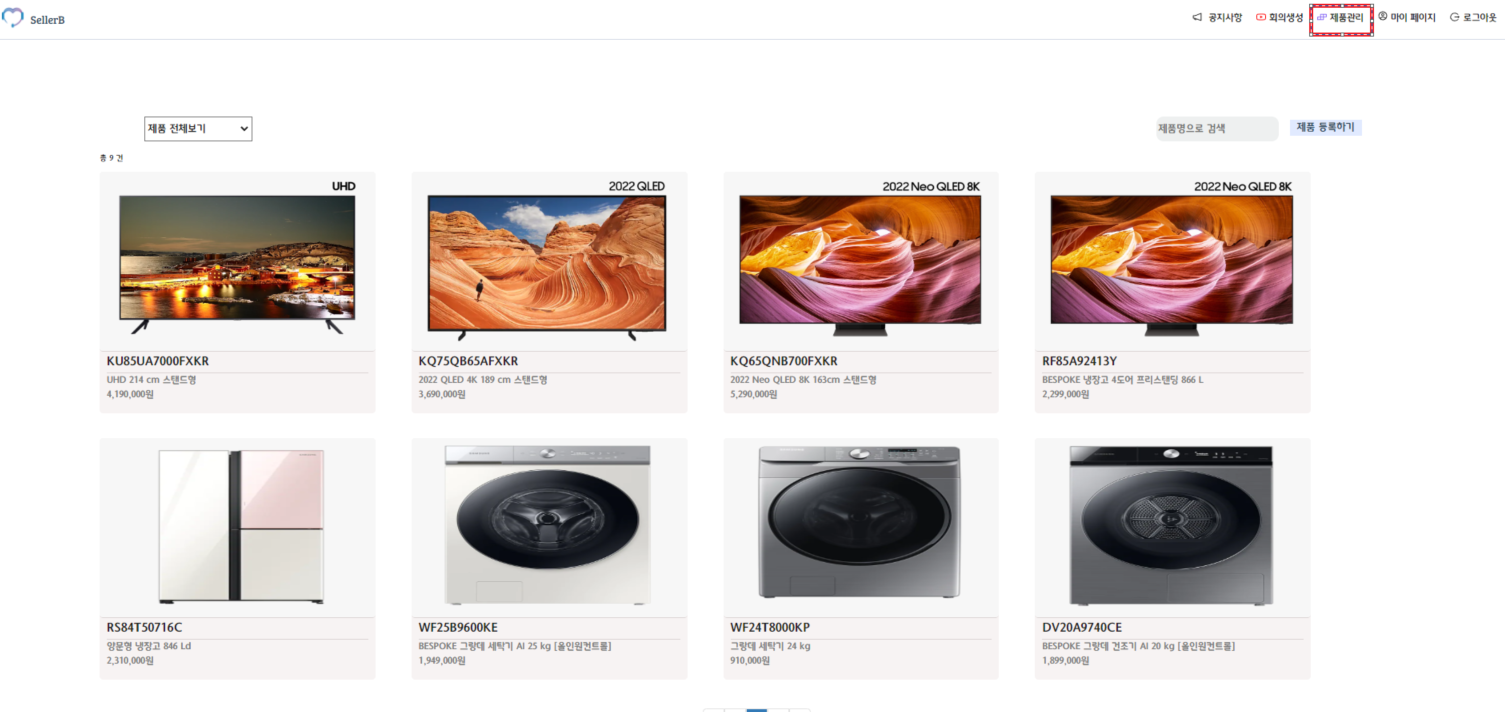 SellerB
공지사항
회의생성
제품관리
마이 페이지
로그아웃
제품 전체보기
제품명으로 검색
제품 등록하기
총 9 건
UHD
2022 QLED
2022 Neo QLED 8K
2022 Neo QLED 8K
KU85UA7000FXKR
UHD 214 cm 스탠드형
4,190,000원
KQ75QB65AFXKR
2022 QLED 4K 189 cm 스탠드형
3,690,000원
KQ65QNB700FXKR
2022 Neo QLED 8K 163cm 스탠드형
5,290,000원
RF85A92413Y
BESPOKE 냉장고 4도어 프리스탠딩 866 L
2,299,000원
RS84T50716C
양문형 냉장고 846 Ld
2,310,000원
WF25B9600KE
BESPOKE 그랑데 세탁기 AI 25 kg [올인원컨트롤]
1,949,000원
WF24T8000KP
그랑데 세탁기 24 kg
910,000원
DV20A9740CE
BESPOKE 그랑데 건조기 AI 20 kg [올인원컨트롤]
1,899,000원